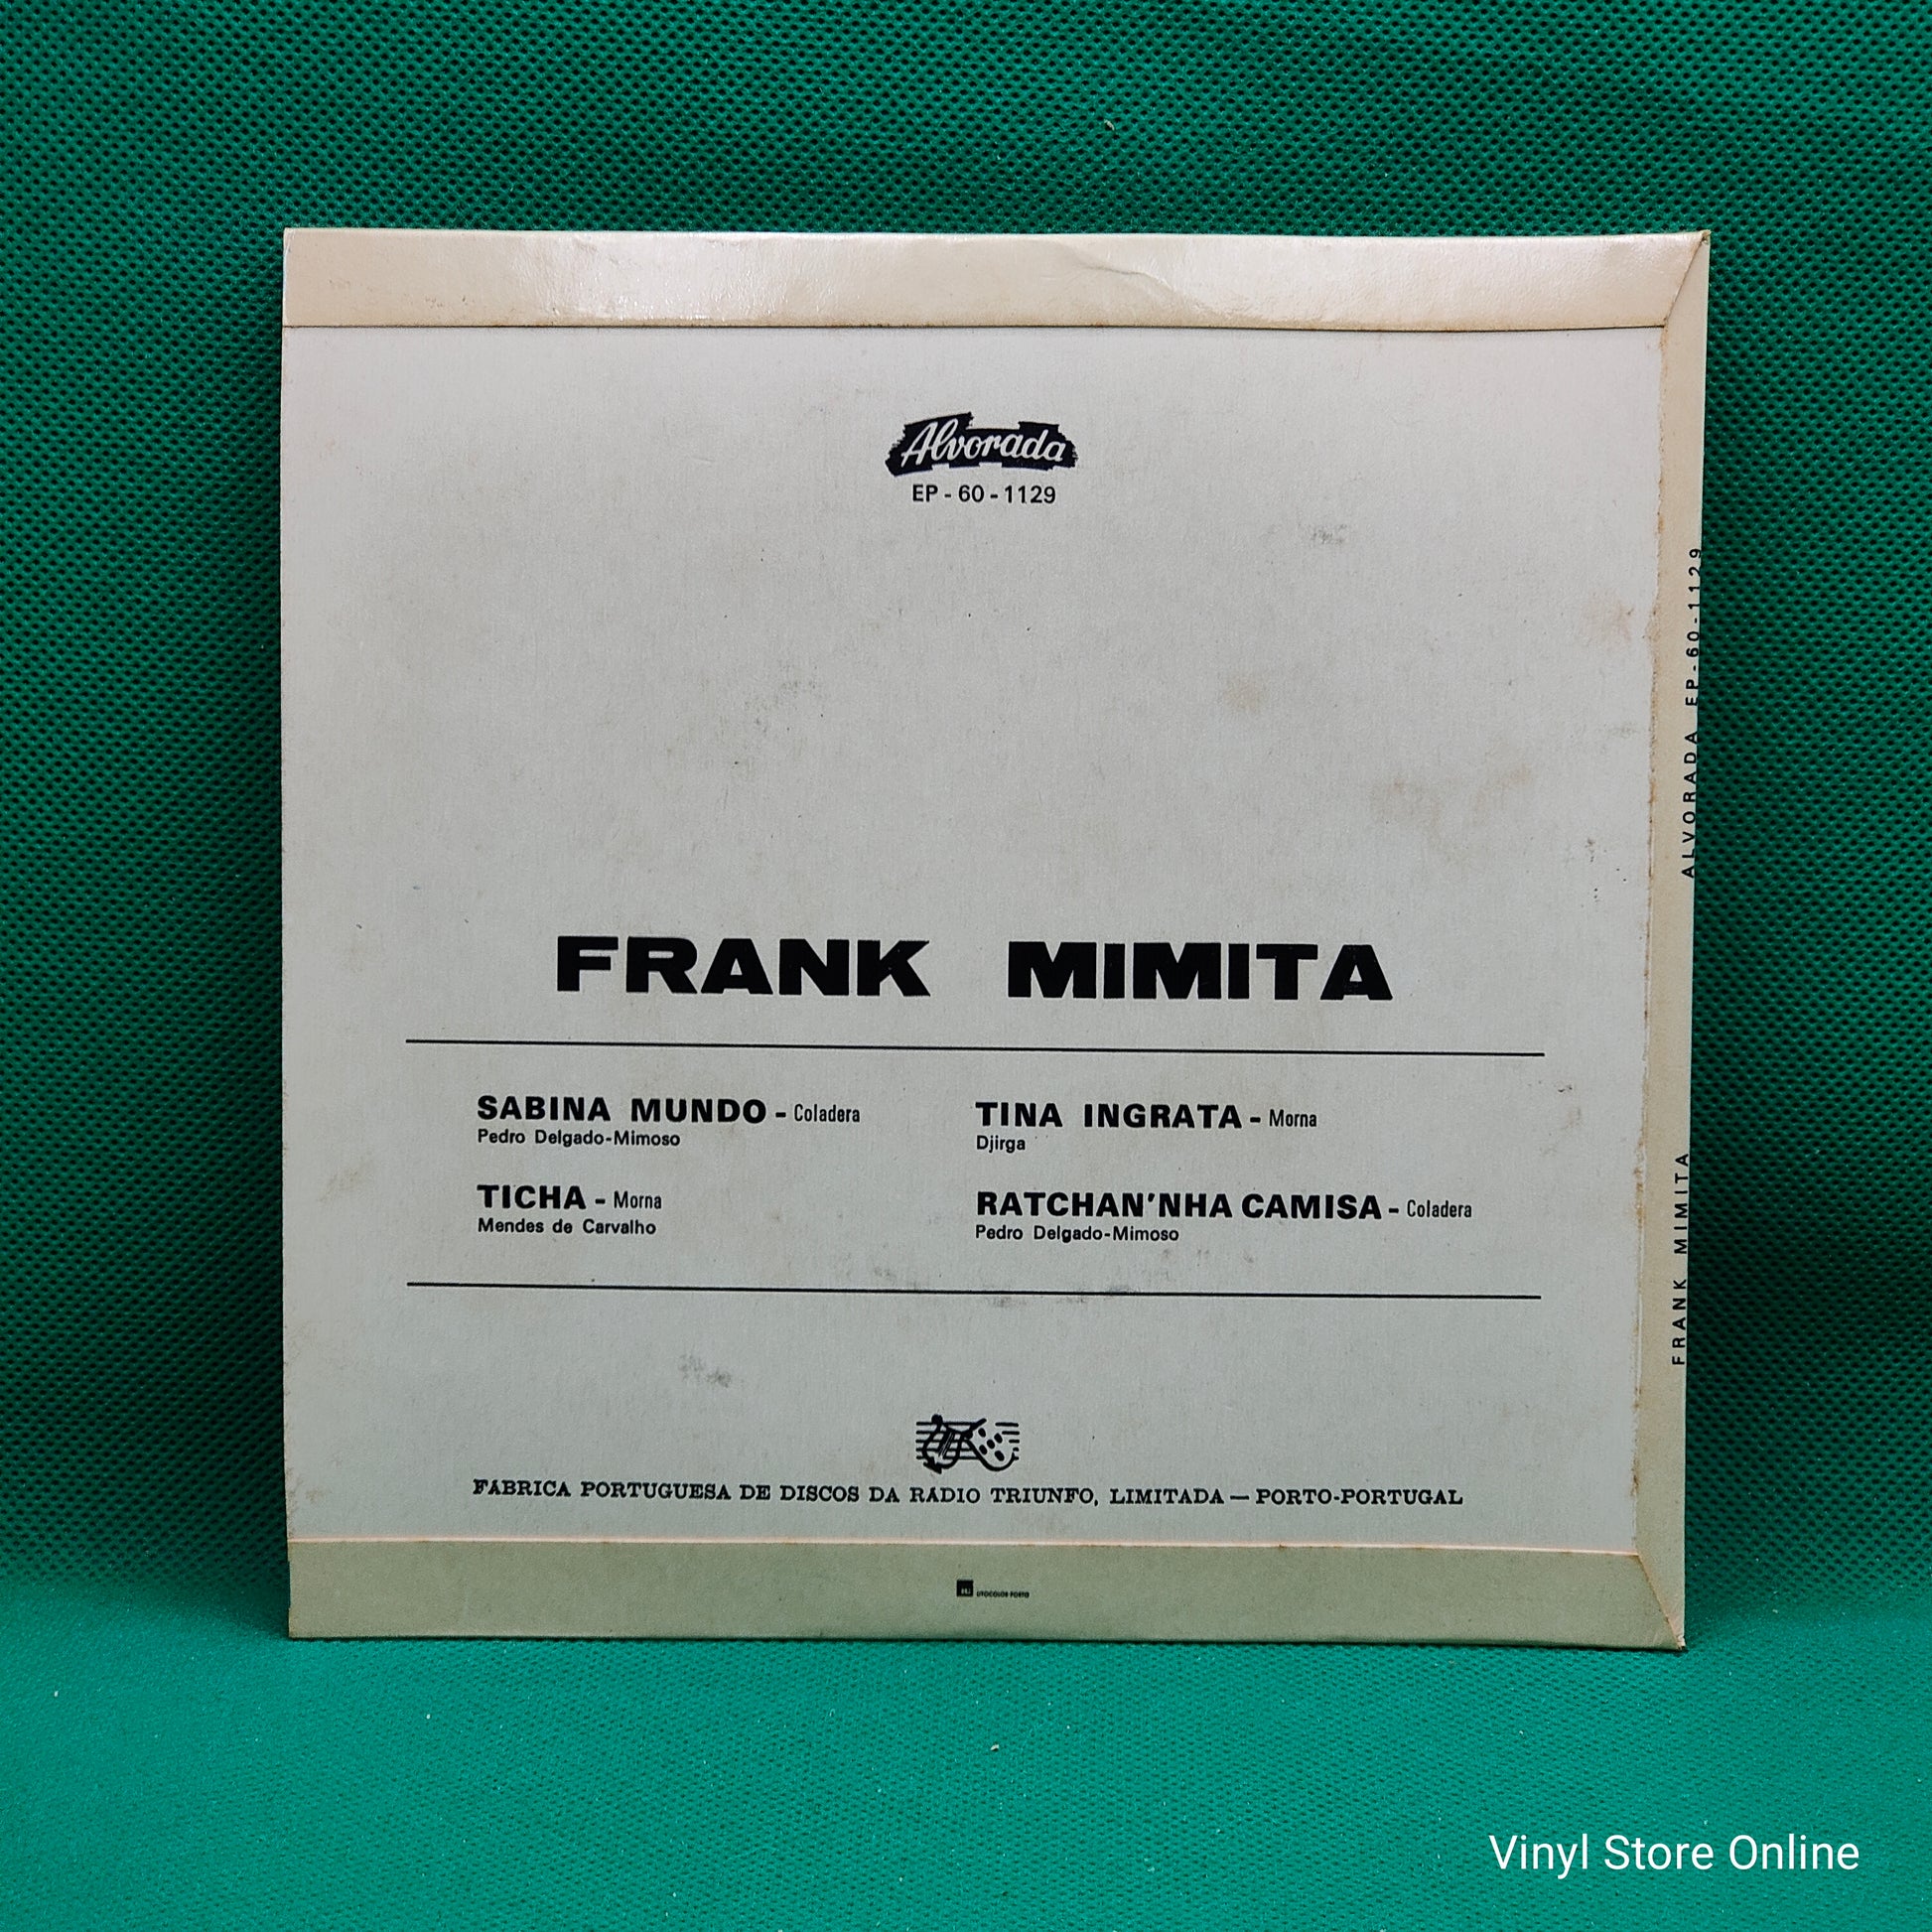 Alvorada
EP - 60 - 1129
FRANK MIMITA
SABINA MUNDO - Coladera
Pedro Delgado-Mimoso
TICHA - Morna
Mendes de Carvalho
TINA INGRATA - Morna
Djirga
RATCHAN'NHA CAMISA - Coladera
Pedro Delgado-Mimoso
FÁBRICA PORTUGUESA DE DISCOS DA RÁDIO TRIUNFO, LIMITADA — PORTO-PORTUGAL
FRANK MIMITA
ALVORADA EP-60-1129
Vinyl Store Online